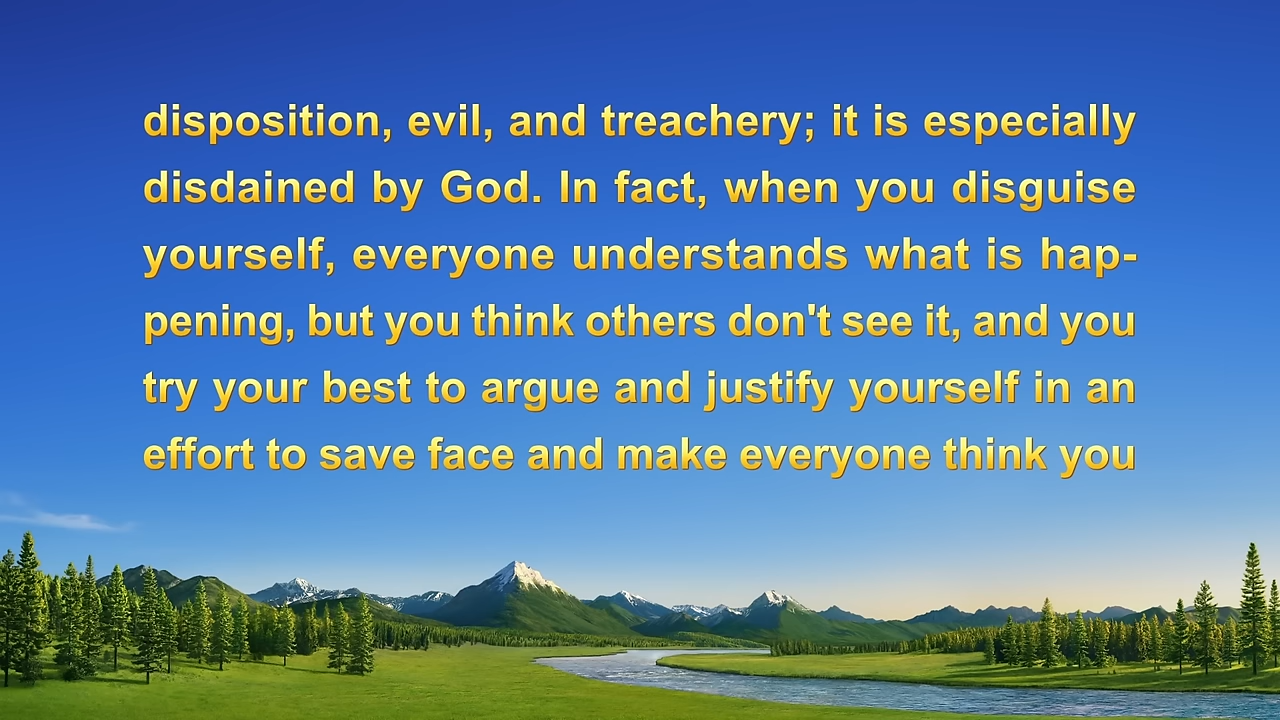 disposition, evil, and treachery; it is especially
disdained by God. In fact, when you disguise
yourself, everyone understands what is hap-
pening, but you think others don't see it, and you
try your best to argue and justify yourself in an
effort to save face and make everyone think you